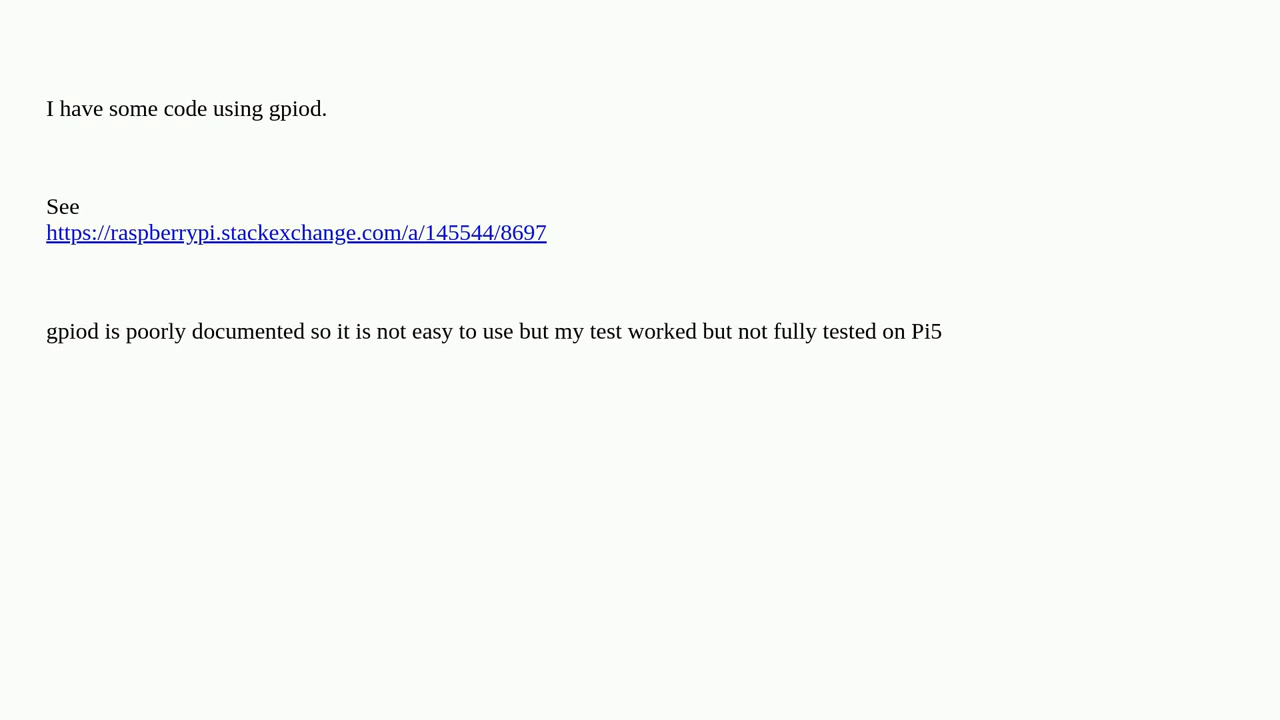 I have some code using gpiod.
See
https://raspberrypi.stackexchange.com/a/145544/8697
gpiod is poorly documented so it is not easy to use but my test worked but not fully tested on Pi5